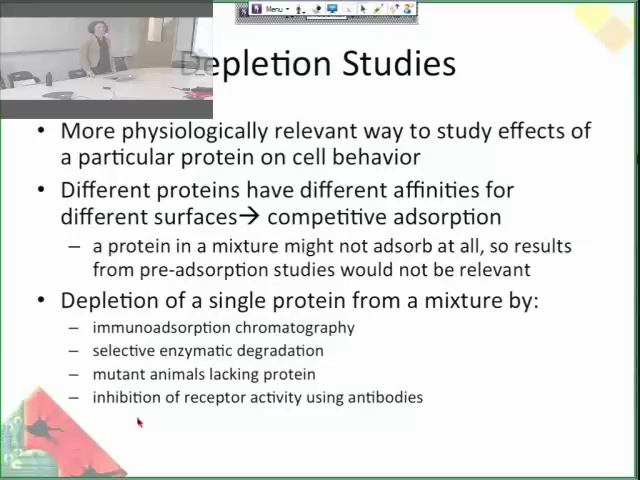 Menu
Depletion Studies
• More physiologically relevant way to study effects of
a particular protein on cell behavior
• Different proteins have different affinities for
different surfaces→ competitive adsorption
– a protein in a mixture might not adsorb at all, so results
from pre-adsorption studies would not be relevant
• Depletion of a single protein from a mixture by:
– immunoadsorption chromatography
– selective enzymatic degradation
– mutant animals lacking protein
– inhibition of receptor activity using antibodies